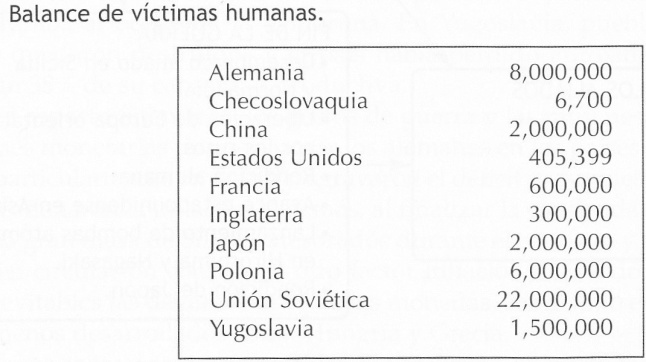 Balance de víctimas humanas.
Alemania 8,000,000
Checoslovaquia 6,700
China 2,000,000
Estados Unidos 405,399
Francia 600,000
Inglaterra 300,000
Japón 2,000,000
Polonia 6,000,000
Unión Soviética 22,000,000
Yugoslavia 1,500,000